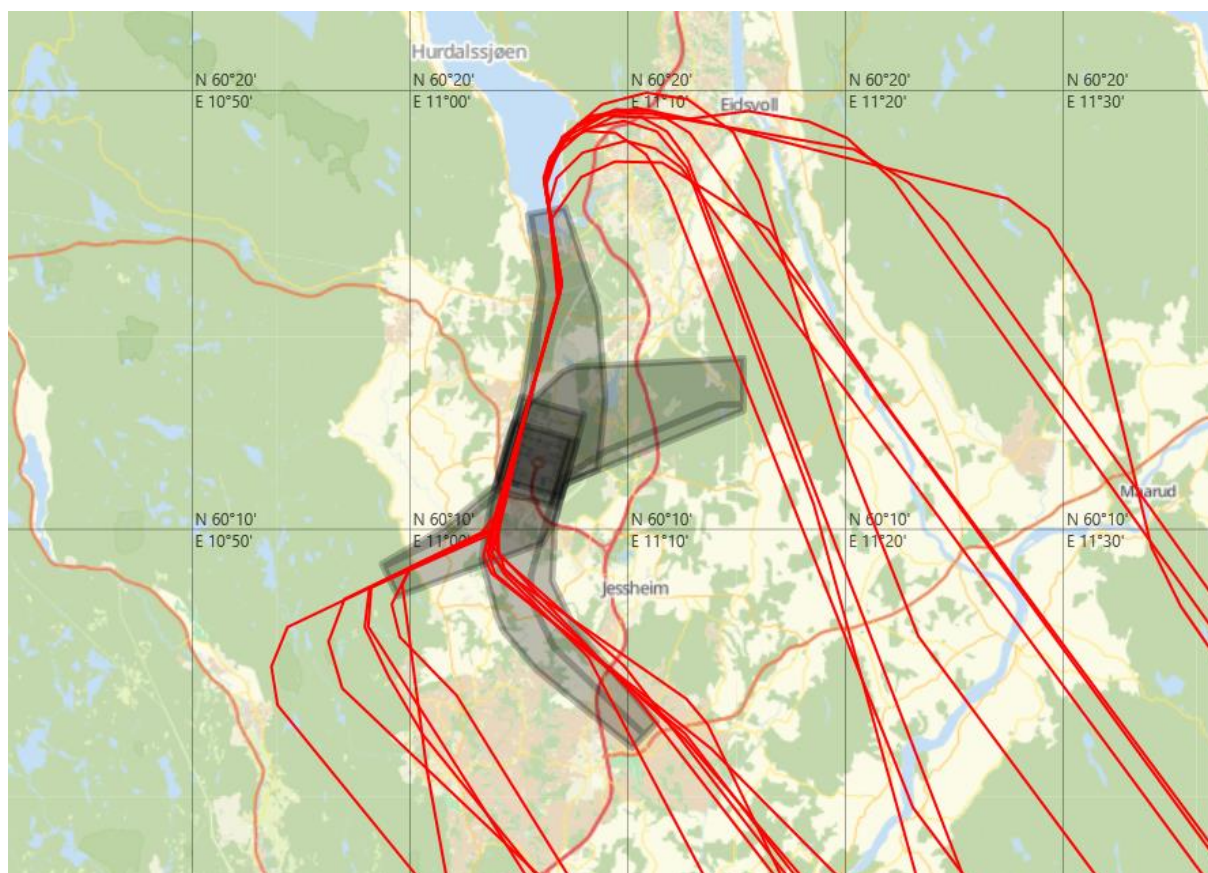 Hurdalssjøen
N 60°20'
N 60°20'
N 60°20'
N 60°20'
N 60°20'
E 10°50'
E 11°00'
E 11°10'
Eidsvoll
E 11°20'
E 11°30'
Maarud
N 60°10'
N 60°10'
N 60°10'
N 60°10'
N 60°10'
E 10°50'
E 11°00'
E 11°10'
E 11°20'
E 11°30'
Jessheim